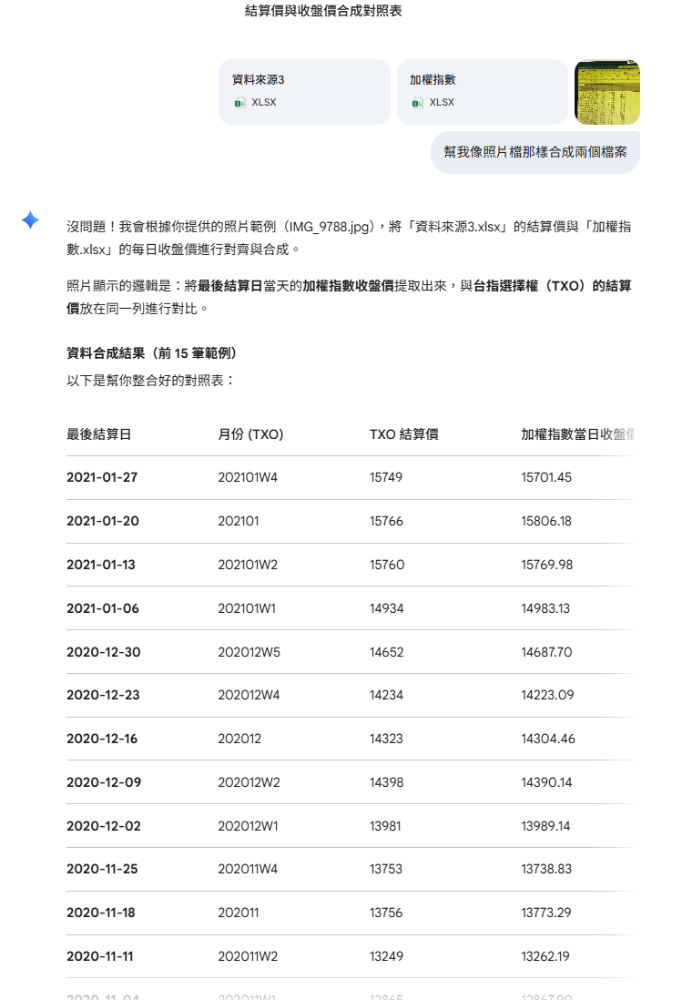 結算價與收盤價合成對照表
資料來源3
XLSX
加權指數
XLSX
幫我像照片檔那樣合成兩個檔案
沒問題！我會根據你提供的照片範例（IMG_9788.jpg），將「資料來源3.xlsx」的結算價與「加權指
數.xlsx」的每日收盤價進行對齊與合成。
照片顯示的邏輯是：將最後結算日當天的加權指數收盤價提取出來，與台指選擇權（TXO）的結算
價放在同一列進行對比。
資料合成結果（前 15 筆範例）
以下是幫你整合好的對照表：
最後結算日 月份 (TXO) TXO 結算價 加權指數當日收盤價
2021-01-27 202101W4 15749 15701.45
2021-01-20 202101 15766 15806.18
2021-01-13 202101W2 15760 15769.98
2021-01-06 202101W1 14934 14983.13
2020-12-30 202012W5 14652 14687.70
2020-12-23 202012W4 14234 14223.09
2020-12-16 202012 14323 14304.46
2020-12-09 202012W2 14398 14390.14
2020-12-02 202012W1 13981 13989.14
2020-11-25 202011W4 13753 13738.83
2020-11-18 202011 13756 13773.29
2020-11-11 202011W2 13249 13262.19
2020-11-04 202011W1 12865 12867.90